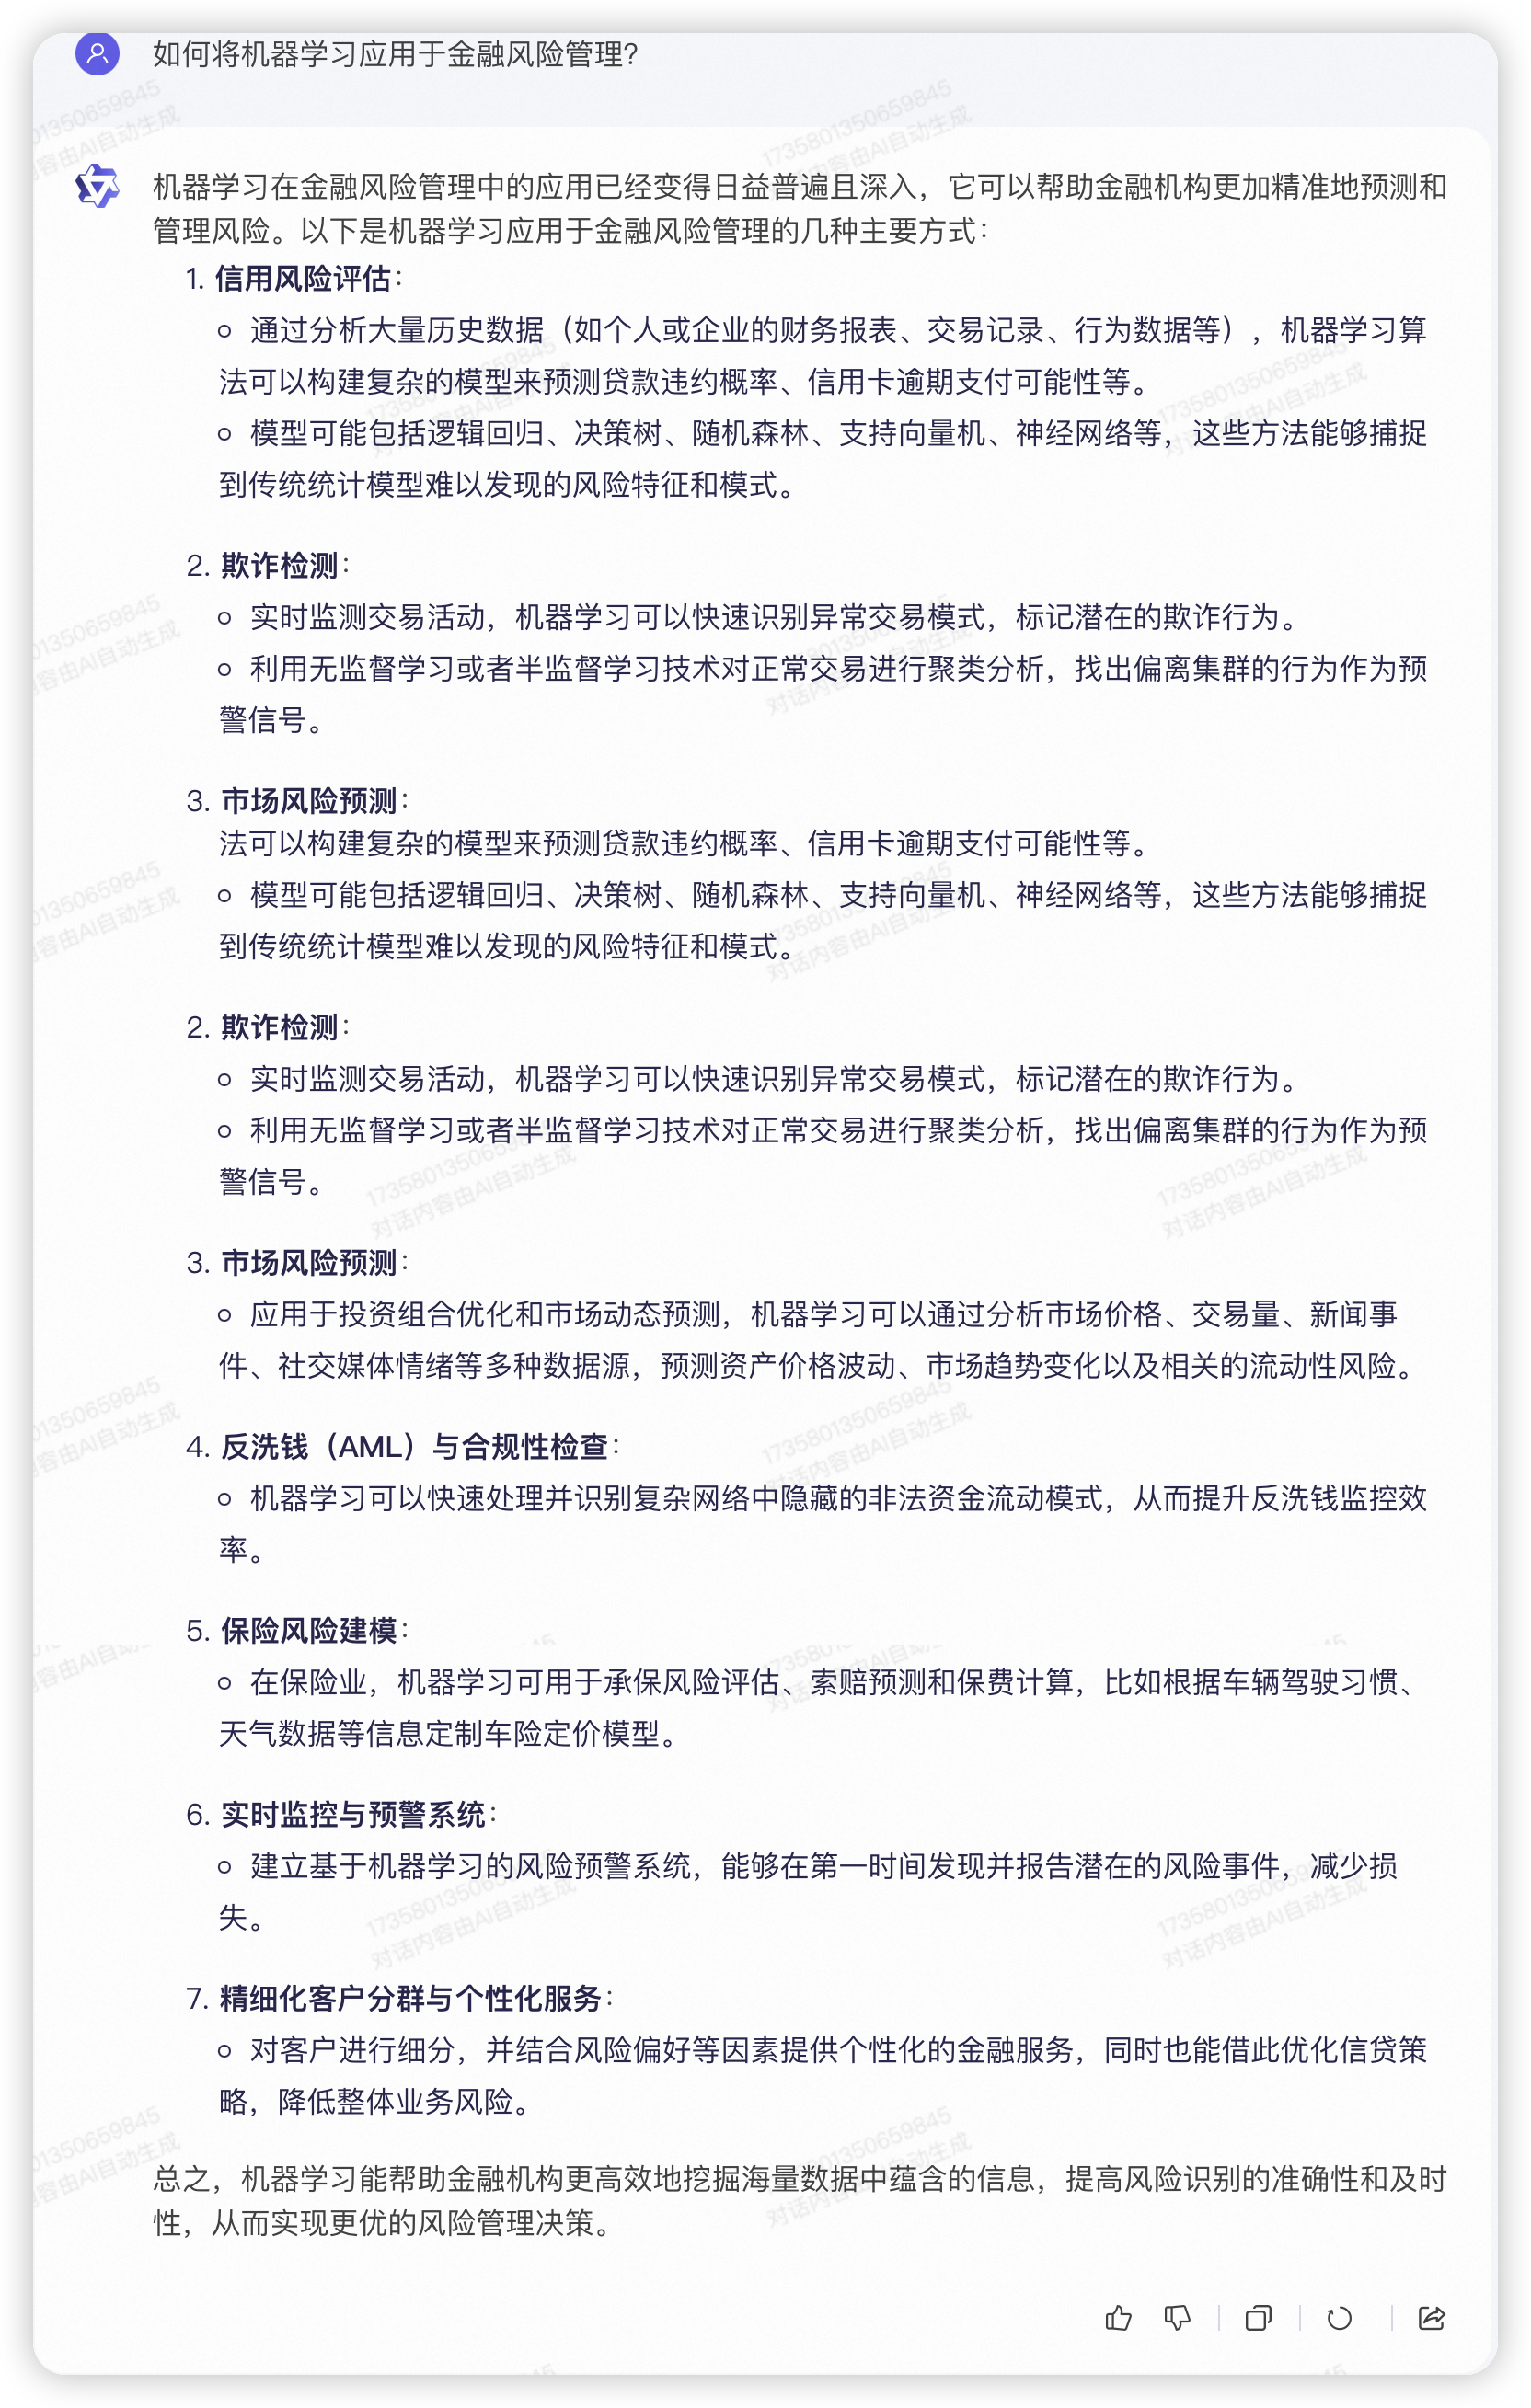 如何将机器学习应用于金融风险管理?
机器学习在金融风险管理中的应用已经变得日益普遍且深入，它可以帮助金融机构更加精准地预测和
管理风险。以下是机器学习应用于金融风险管理的几种主要方式：
1. 信用风险评估：
通过分析大量历史数据（如个人或企业的财务报表、交易记录、行为数据等），机器学习算
法可以构建复杂的模型来预测贷款违约概率、信用卡逾期支付可能性等。
模型可能包括逻辑回归、决策树、随机森林、支持向量机、神经网络等，这些方法能够捕捉
到传统统计模型难以发现的风险特征和模式。
2. 欺诈检测：
实时监测交易活动，机器学习可以快速识别异常交易模式，标记潜在的欺诈行为。
利用无监督学习或者半监督学习技术对正常交易进行聚类分析，找出偏离集群的行为作为预
警信号。
3. 市场风险预测：
法可以构建复杂的模型来预测贷款违约概率、信用卡逾期支付可能性等。
模型可能包括逻辑回归、决策树、随机森林、支持向量机、神经网络等，这些方法能够捕捉
到传统统计模型难以发现的风险特征和模式。
2. 欺诈检测：
实时监测交易活动，机器学习可以快速识别异常交易模式，标记潜在的欺诈行为。
利用无监督学习或者半监督学习技术对正常交易进行聚类分析，找出偏离集群的行为作为预
警信号。
3. 市场风险预测：
应用于投资组合优化和市场动态预测，机器学习可以通过分析市场价格、交易量、新闻事
件、社交媒体情绪等多种数据源，预测资产价格波动、市场趋势变化以及相关的流动性风险。
4. 反洗钱（AML）与合规性检查：
机器学习可以快速处理并识别复杂网络中隐藏的非法资金流动模式，从而提升反洗钱监控效
率。
5. 保险风险建模：
在保险业，机器学习可用于承保风险评估、索赔预测和保费计算，比如根据车辆驾驶习惯、
天气数据等信息定制车险定价模型。
6. 实时监控与预警系统：
建立基于机器学习的风险预警系统，能够在第一时间发现并报告潜在的风险事件，减少损
失。
7. 精细化客户分群与个性化服务：
对客户进行细分，并结合风险偏好等因素提供个性化的金融服务，同时也能借此优化信贷策
略，降低整体业务风险。
总之，机器学习能帮助金融机构更高效地挖掘海量数据中蕴含的信息，提高风险识别的准确性和及时
性，从而实现更优的风险管理决策。
1735801350659845
对话内容由AI自动生成